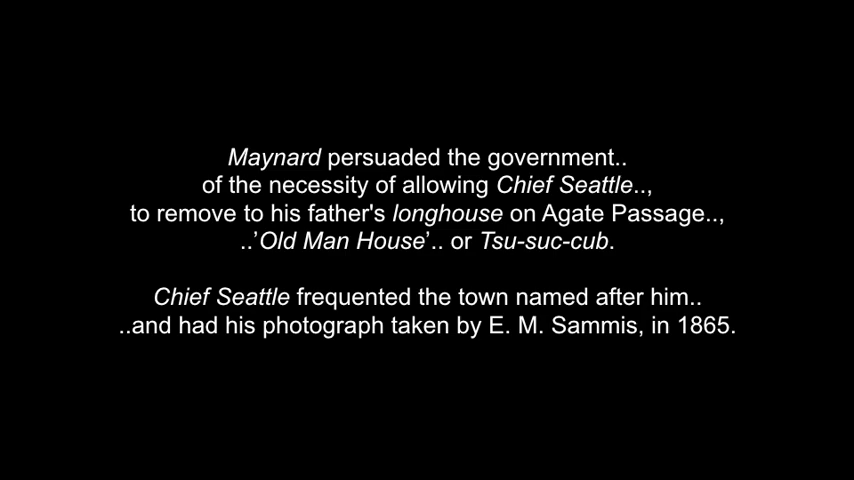 Maynard persuaded the government..
of the necessity of allowing Chief Seattle..,
to remove to his father's longhouse on Agate Passage..,
..’Old Man House’.. or Tsu-suc-cub.
Chief Seattle frequented the town named after him..
..and had his photograph taken by E. M. Sammis, in 1865.